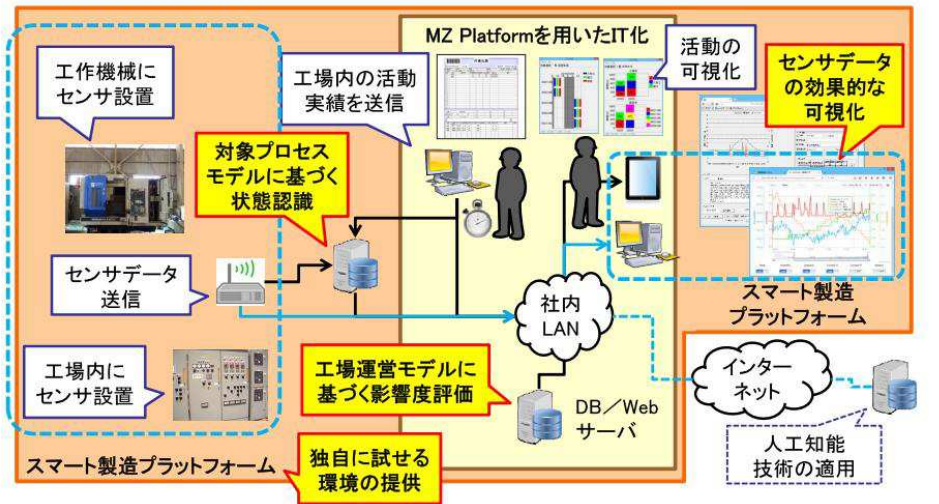 MZ Platformを用いたIT化
工作機械に
センサ設置
工場内の活動
実績を送信
活動の
可視化
センサデータ
の効果的な
可視化
対象プロセス
モデルに基づく
状態認識
センサデータ
送信
社内
LAN
スマート製造
プラットフォーム
工場内に
センサ設置
工場運営モデルに
基づく影響度評価
DB／Web
サーバ
インター
ネット
人工知能
技術の適用
スマート製造プラットフォーム
独自に試せる
環境の提供